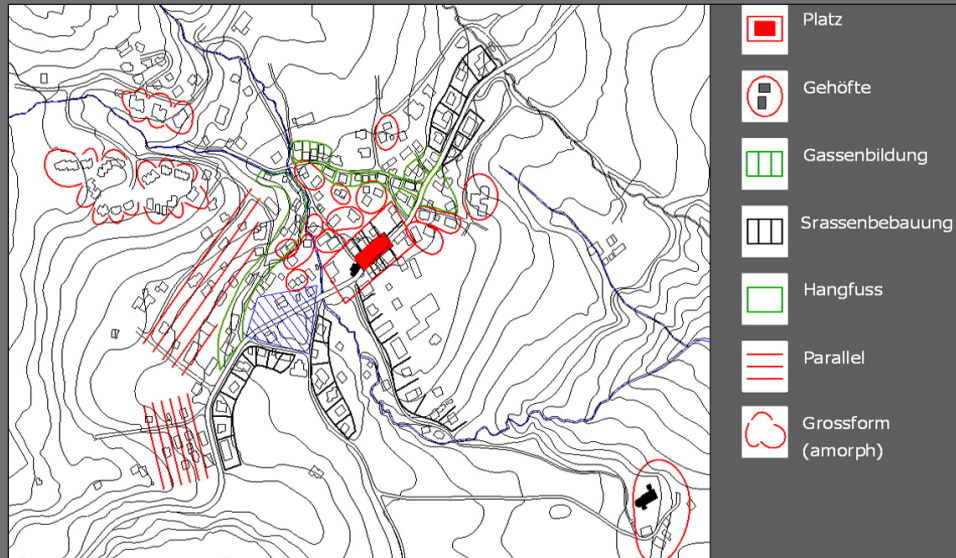 Platz
Gehöfte
Gassenbildung
Srassenbebauung
Hangfuss
Parallel
Grossform
(amorph)